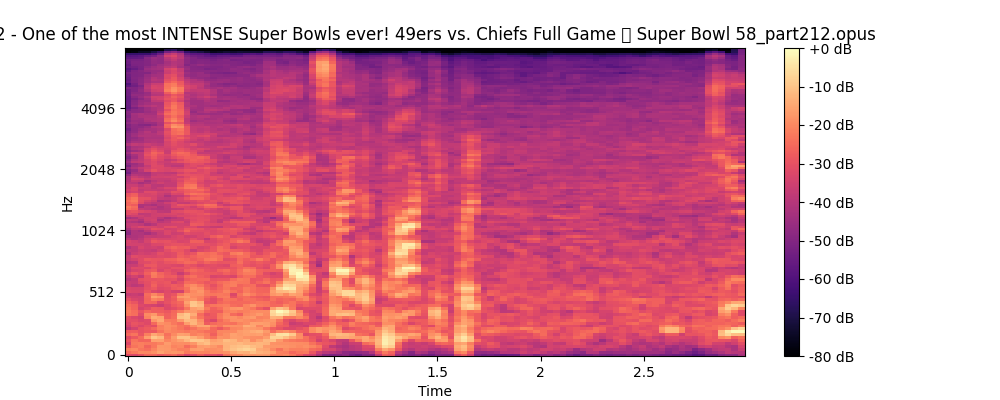 2 - One of the most INTENSE Super Bowls ever! 49ers vs. Chiefs Full Game ▯ Super Bowl 58_part212.opus
+0 dB
-10 dB
-20 dB
-30 dB
-40 dB
-50 dB
-60 dB
-70 dB
-80 dB
Hz
4096
2048
1024
512
0
0 0.5 1 1.5 2 2.5
Time